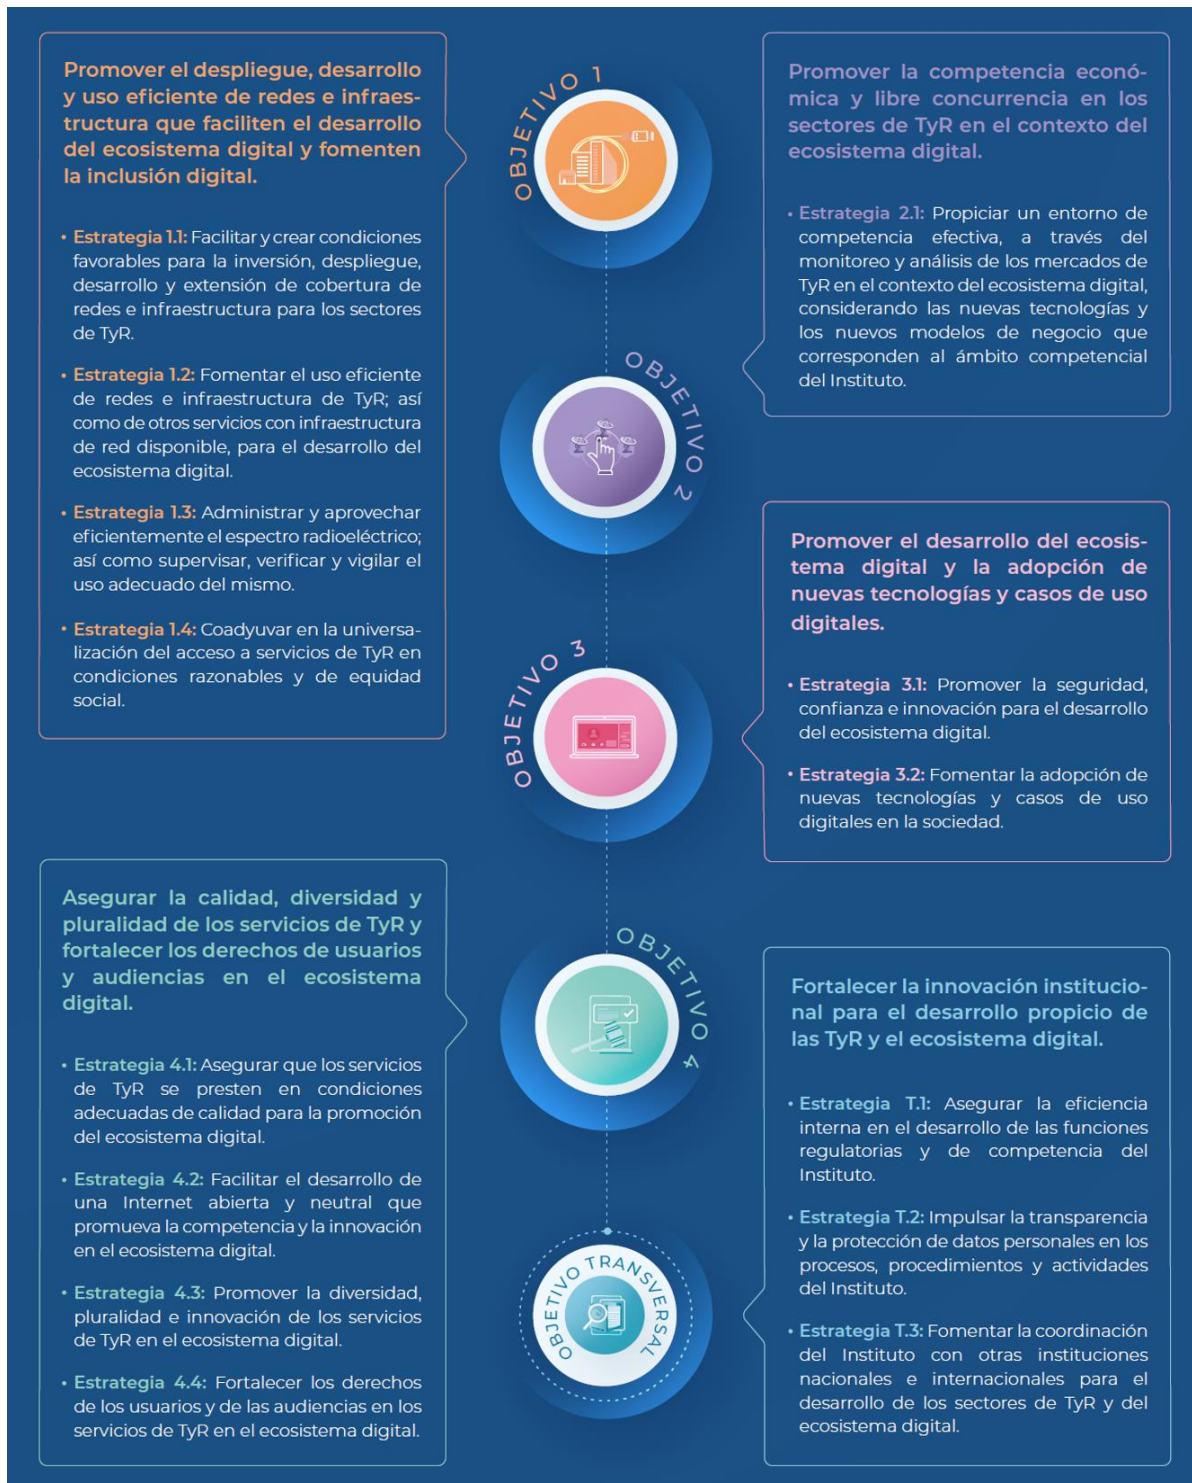 Promover el despliegue, desarrollo
y uso eficiente de redes e infraes-
tructura que faciliten el desarrollo
del ecosistema digital y fomenten
la inclusión digital.
• Estrategia 1.1: Facilitar y crear condiciones
favorables para la inversión, despliegue,
desarrollo y extensión de cobertura de
redes e infraestructura para los sectores
de TyR.
• Estrategia 1.2: Fomentar el uso eficiente
de redes e infraestructura de TyR; así
como de otros servicios con infraestructura
de red disponible, para el desarrollo del
ecosistema digital.
• Estrategia 1.3: Administrar y aprovechar
eficientemente el espectro radioeléctrico;
así como supervisar, verificar y vigilar el
uso adecuado del mismo.
• Estrategia 1.4: Coadyuvar en la universa-
lización del acceso a servicios de TyR en
condiciones razonables y de equidad
social.
OBJETIVO 1
Promover la competencia econó-
mica y libre concurrencia en los
sectores de TyR en el contexto del
ecosistema digital.
• Estrategia 2.1: Propiciar un entorno de
competencia efectiva, a través del
monitoreo y análisis de los mercados de
TyR en el contexto del ecosistema digital,
considerando las nuevas tecnologías y
los nuevos modelos de negocio que
corresponden al ámbito competencial
del Instituto.
OBJETIVO 2
Promover el desarrollo del ecosis-
tema digital y la adopción de
nuevas tecnologías y casos de uso
digitales.
• Estrategia 3.1: Promover la seguridad,
confianza e innovación para el desarrollo
del ecosistema digital.
• Estrategia 3.2: Fomentar la adopción de
nuevas tecnologías y casos de uso
digitales en la sociedad.
OBJETIVO 3
Asegurar la calidad, diversidad y
pluralidad de los servicios de TyR y
fortalecer los derechos de usuarios
y audiencias en el ecosistema
digital.
• Estrategia 4.1: Asegurar que los servicios
de TyR se presten en condiciones
adecuadas de calidad para la promoción
del ecosistema digital.
• Estrategia 4.2: Facilitar el desarrollo de
una Internet abierta y neutral que
promueva la competencia y la innovación
en el ecosistema digital.
• Estrategia 4.3: Promover la diversidad,
pluralidad e innovación de los servicios
de TyR en el ecosistema digital.
• Estrategia 4.4: Fortalecer los derechos
de los usuarios y de las audiencias en los
servicios de TyR en el ecosistema digital.
OBJETIVO 4
Fortalecer la innovación institucio-
nal para el desarrollo propicio de
las TyR y el ecosistema digital.
• Estrategia T.1: Asegurar la eficiencia
interna en el desarrollo de las funciones
regulatorias y de competencia del
Instituto.
• Estrategia T.2: Impulsar la transparencia
y la protección de datos personales en los
procesos, procedimientos y actividades
del Instituto.
• Estrategia T.3: Fomentar la coordinación
del Instituto con otras instituciones
nacionales e internacionales para el
desarrollo de los sectores de TyR y del
ecosistema digital.
OBJETIVO TRANSVERSAL